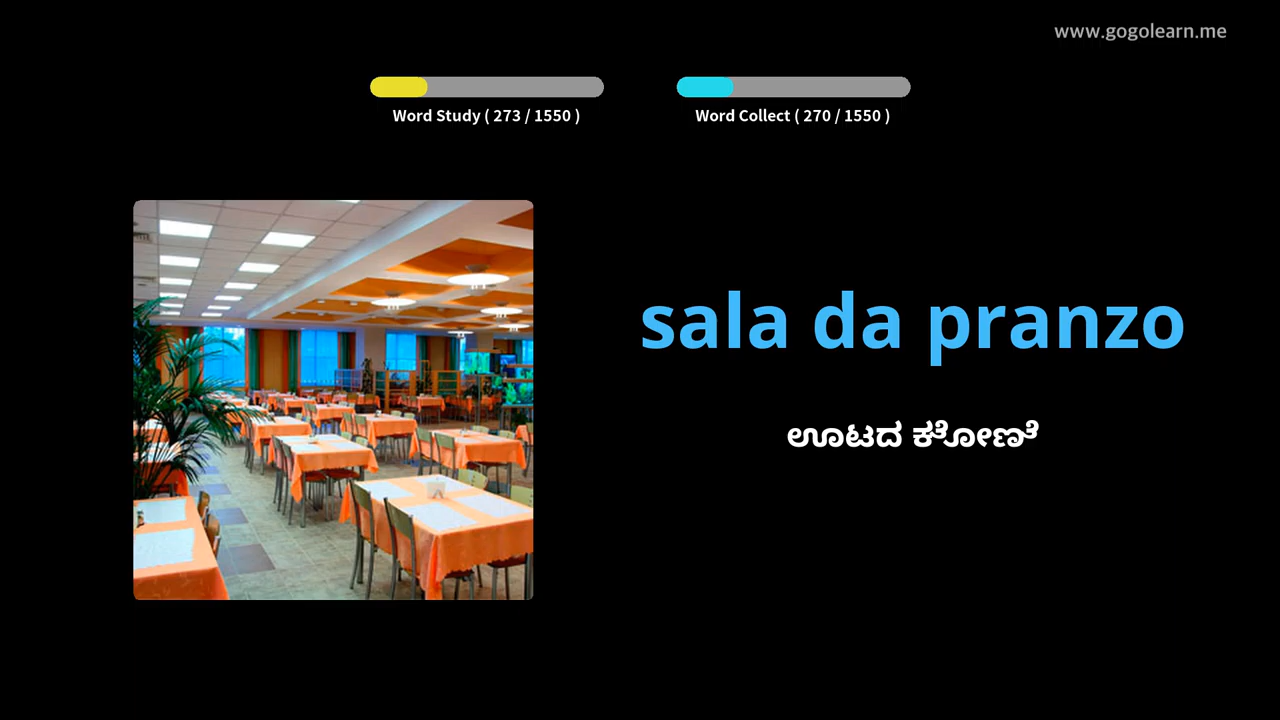 www.gogolearn.me
Word Study ( 273 / 1550 )
Word Collect ( 270 / 1550 )
sala da pranzo
ಊಟದ ಕೋಣೆ